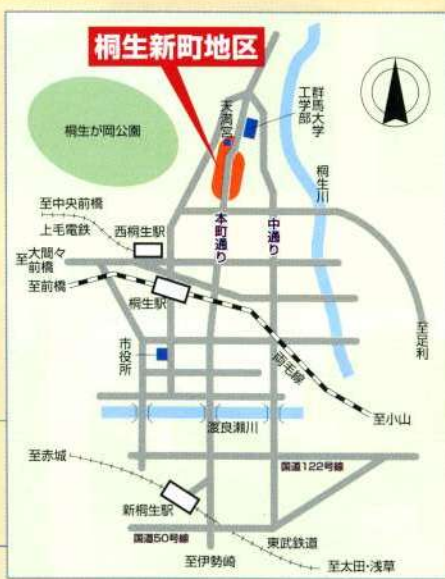 桐生新町地区
桐生が岡公園
天満宮
群馬大学
工学部
桐生川
至中央前橋
上毛電鉄
西桐生駅
本町通り
中通り
至大間々
前橋
至前橋
桐生駅
至足利
市役所
両毛線
至小山
渡良瀬川
至赤城
国道122号線
新桐生駅
国道50号線
東武鉄道
至伊勢崎
至太田・浅草